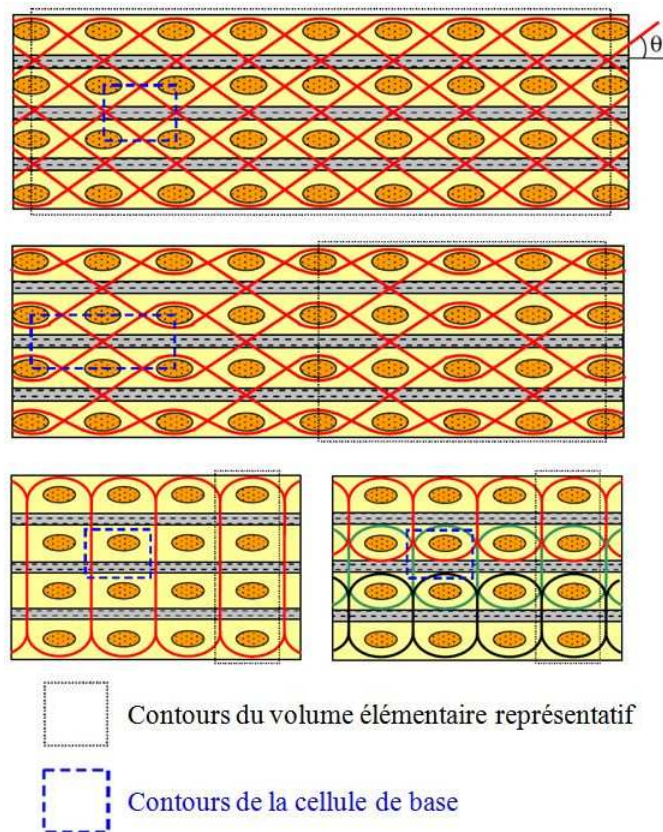 θ
Contours du volume élémentaire représentatif
Contours de la cellule de base